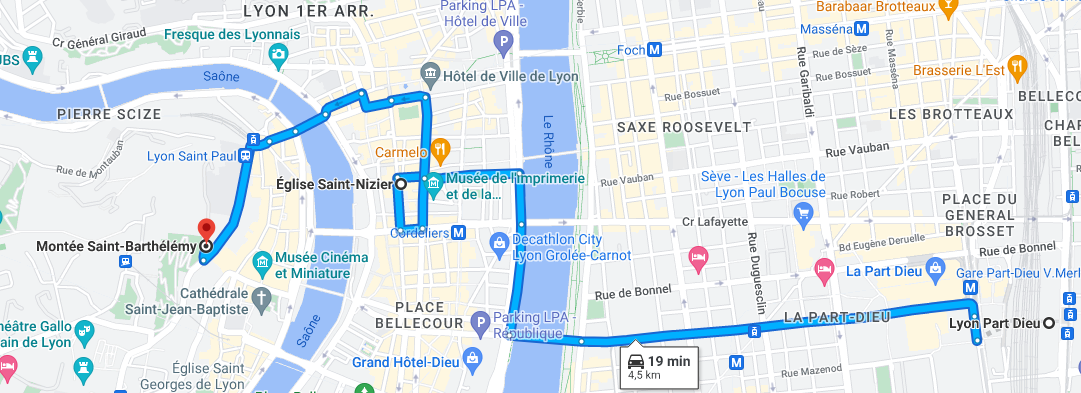 LYON 1ER ARR.
Parking LPA -
Hôtel de Ville
Barabaar Brotteaux
Cr Général Giraud
Fresque des Lyonnais
Foch
Masséna
Rue de Sèze
Rue Masséna
Rue Bossuet
Brasserie L'Est
UBS
Saône
Hôtel de Ville de Lyon
Rue Garibaldi
Rue Bossuet
BELLECO
PIERRE SCIZE
SAXE ROOSEVELT
LES BROTTEAUX
CHAR
BELL
Le Rhône
Rue de Montauban
Lyon Saint Paul
Carmelo
Rue Vauban
Église Saint-Nizier
Musée de l'imprimerie
et de la...
Rue Vauban
Sève - Les Halles de
Lyon Paul Bocuse
Rue Robert
PLACE DU
GENERAL
BROSSET
Cr Lafayette
Cordeliers
Decathlon City
Lyon Grolée-Carnot
Bd Eugène Deruelle
Rue de Bonnel
Montée Saint-Barthélémy
Musée Cinéma
et Miniature
Rue Duguesclin
La Part Dieu
Gare Part-Dieu V.Merl
Cathédrale
Saint-Jean-Baptiste
Rue de Bonnel
PLACE
BELLECOUR
Parking LPA -
République
LA-PART-DIEU
Lyon Part Dieu
héâtre Gallo
ain de Lyon
Saône
Grand Hôtel-Dieu
19 min
4,5 km
Église Saint
Georges de Lyon
Rue Mazenod